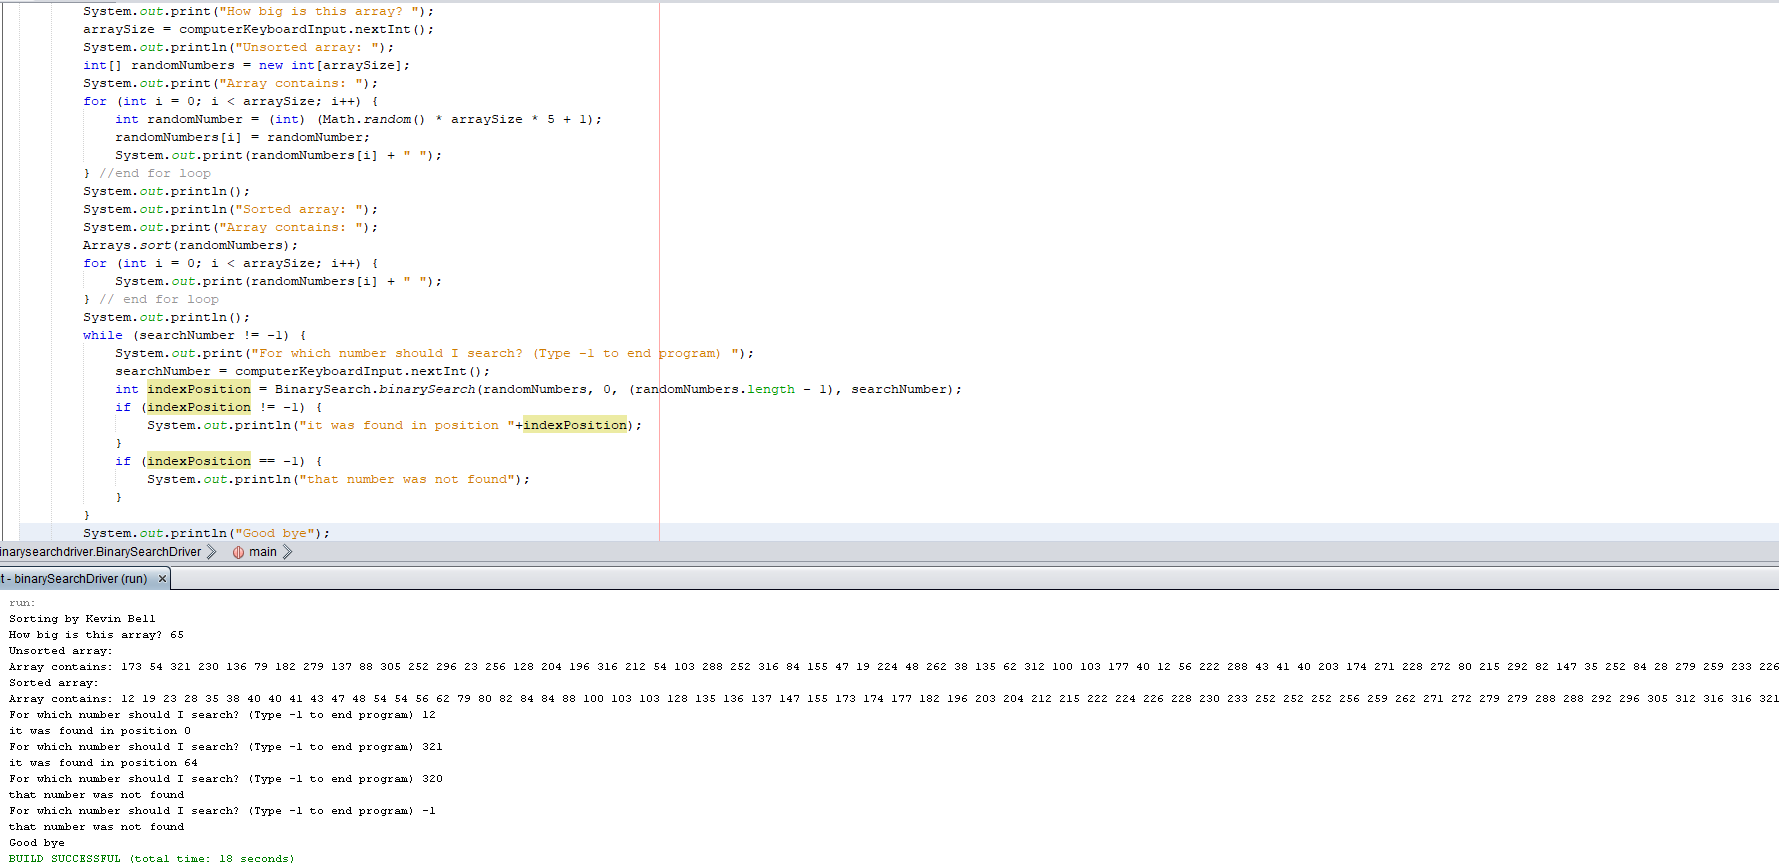 System.out.print("How big is this array? ");
arraySize = computerKeyboardInput.nextInt();
System.out.println("Unsorted array: ");
int[] randomNumbers = new int[arraySize];
System.out.print("Array contains: ");
for (int i = 0; i < arraySize; i++) {
int randomNumber = (int) (Math.random() * arraySize * 5 + 1);
randomNumbers[i] = randomNumber;
System.out.print(randomNumbers[i] + " ");
} //end for loop
System.out.println();
System.out.println("Sorted array: ");
System.out.print("Array contains: ");
Arrays.sort(randomNumbers);
for (int i = 0; i < arraySize; i++) {
System.out.print(randomNumbers[i] + " ");
} // end for loop
System.out.println();
while (searchNumber != -1) {
System.out.print("For which number should I search? (Type -1 to end program) ");
searchNumber = computerKeyboardInput.nextInt();
int indexPosition = BinarySearch.binarySearch(randomNumbers, 0, (randomNumbers.length - 1), searchNumber);
if (indexPosition != -1) {
System.out.println("it was found in position "+indexPosition);
}
if (indexPosition == -1) {
System.out.println("that number was not found");
}
}
System.out.println("Good bye");
inarysearchdriver.BinarySearchDriver main
t - binarySearchDriver (run) ×
run:
Sorting by Kevin Bell
How big is this array? 65
Unsorted array:
Array contains: 173 54 321 230 136 79 182 279 137 88 305 252 296 23 256 128 204 196 316 212 54 103 288 252 316 84 155 47 19 224 48 262 38 135 62 312 100 103 177 40 12 56 222 288 43 41 40 203 174 271 228 272 80 215 292 82 147 35 252 84 28 279 259 233 226
Sorted array:
Array contains: 12 19 23 28 35 38 40 40 41 43 47 48 54 54 56 62 79 80 82 84 84 88 100 103 103 128 135 136 137 147 155 173 174 177 182 196 203 204 212 215 222 224 226 228 230 233 252 252 252 256 259 262 271 272 279 279 288 288 292 296 305 312 316 316 321
For which number should I search? (Type -1 to end program) 12
it was found in position 0
For which number should I search? (Type -1 to end program) 321
it was found in position 64
For which number should I search? (Type -1 to end program) 320
that number was not found
For which number should I search? (Type -1 to end program) -1
that number was not found
Good bye
BUILD SUCCESSFUL (total time: 18 seconds)